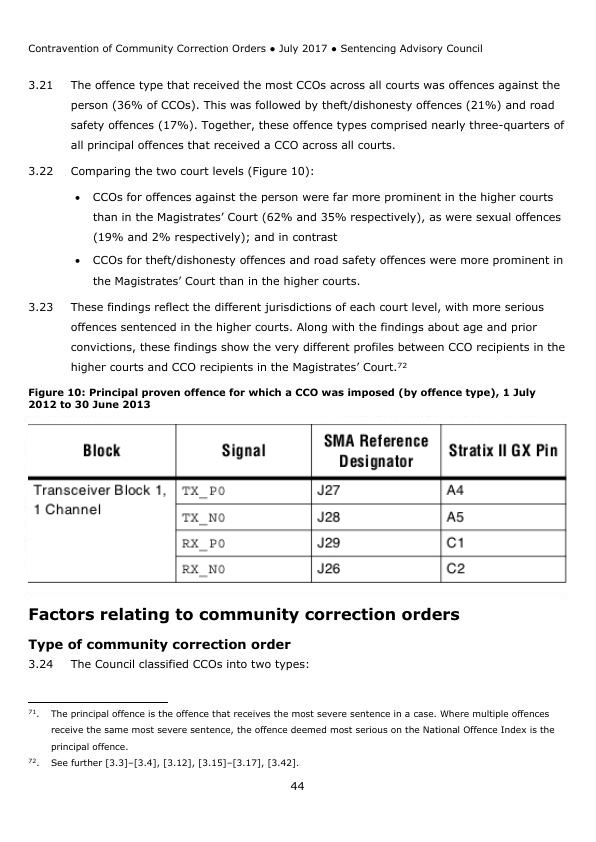 Contravention of Community Correction Orders ● July 2017 ● Sentencing Advisory Council
3.21 The offence type that received the most CCOs across all courts was offences against the
person (36% of CCOs). This was followed by theft/dishonesty offences (21%) and road
safety offences (17%). Together, these offence types comprised nearly three-quarters of
all principal offences that received a CCO across all courts.
3.22 Comparing the two court levels (Figure 10):
• CCOs for offences against the person were far more prominent in the higher courts
than in the Magistrates’ Court (62% and 35% respectively), as were sexual offences
(19% and 2% respectively); and in contrast
• CCOs for theft/dishonesty offences and road safety offences were more prominent in
the Magistrates’ Court than in the higher courts.
3.23 These findings reflect the different jurisdictions of each court level, with more serious
offences sentenced in the higher courts. Along with the findings about age and prior
convictions, these findings show the very different profiles between CCO recipients in the
higher courts and CCO recipients in the Magistrates’ Court.72
Figure 10: Principal proven offence for which a CCO was imposed (by offence type), 1 July
2012 to 30 June 2013
Block Signal SMA Reference Designator Stratix II GX Pin
Transceiver Block 1, 1 Channel TX_P0 J27 A4
TX_N0 J28 A5
RX_P0 J29 C1
RX_N0 J26 C2
Factors relating to community correction orders
Type of community correction order
3.24 The Council classified CCOs into two types:
71. The principal offence is the offence that receives the most severe sentence in a case. Where multiple offences
receive the same most severe sentence, the offence deemed most serious on the National Offence Index is the
principal offence.
72. See further [3.3]–[3.4], [3.12], [3.15]–[3.17], [3.42].
44